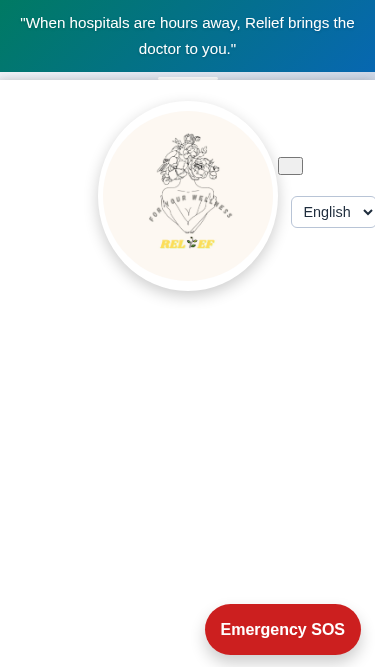 "When hospitals are hours away, Relief brings the
doctor to you."
FOR YOUR WELLNESS
RELIEF
English
Emergency SOS